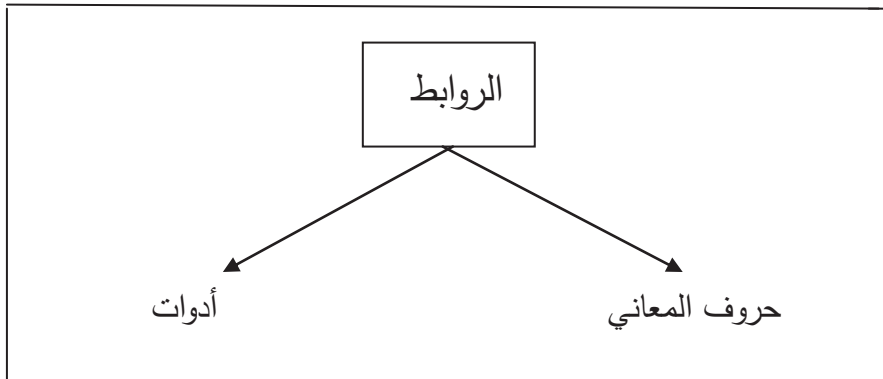 الروابط
حروف المعاني
أدوات